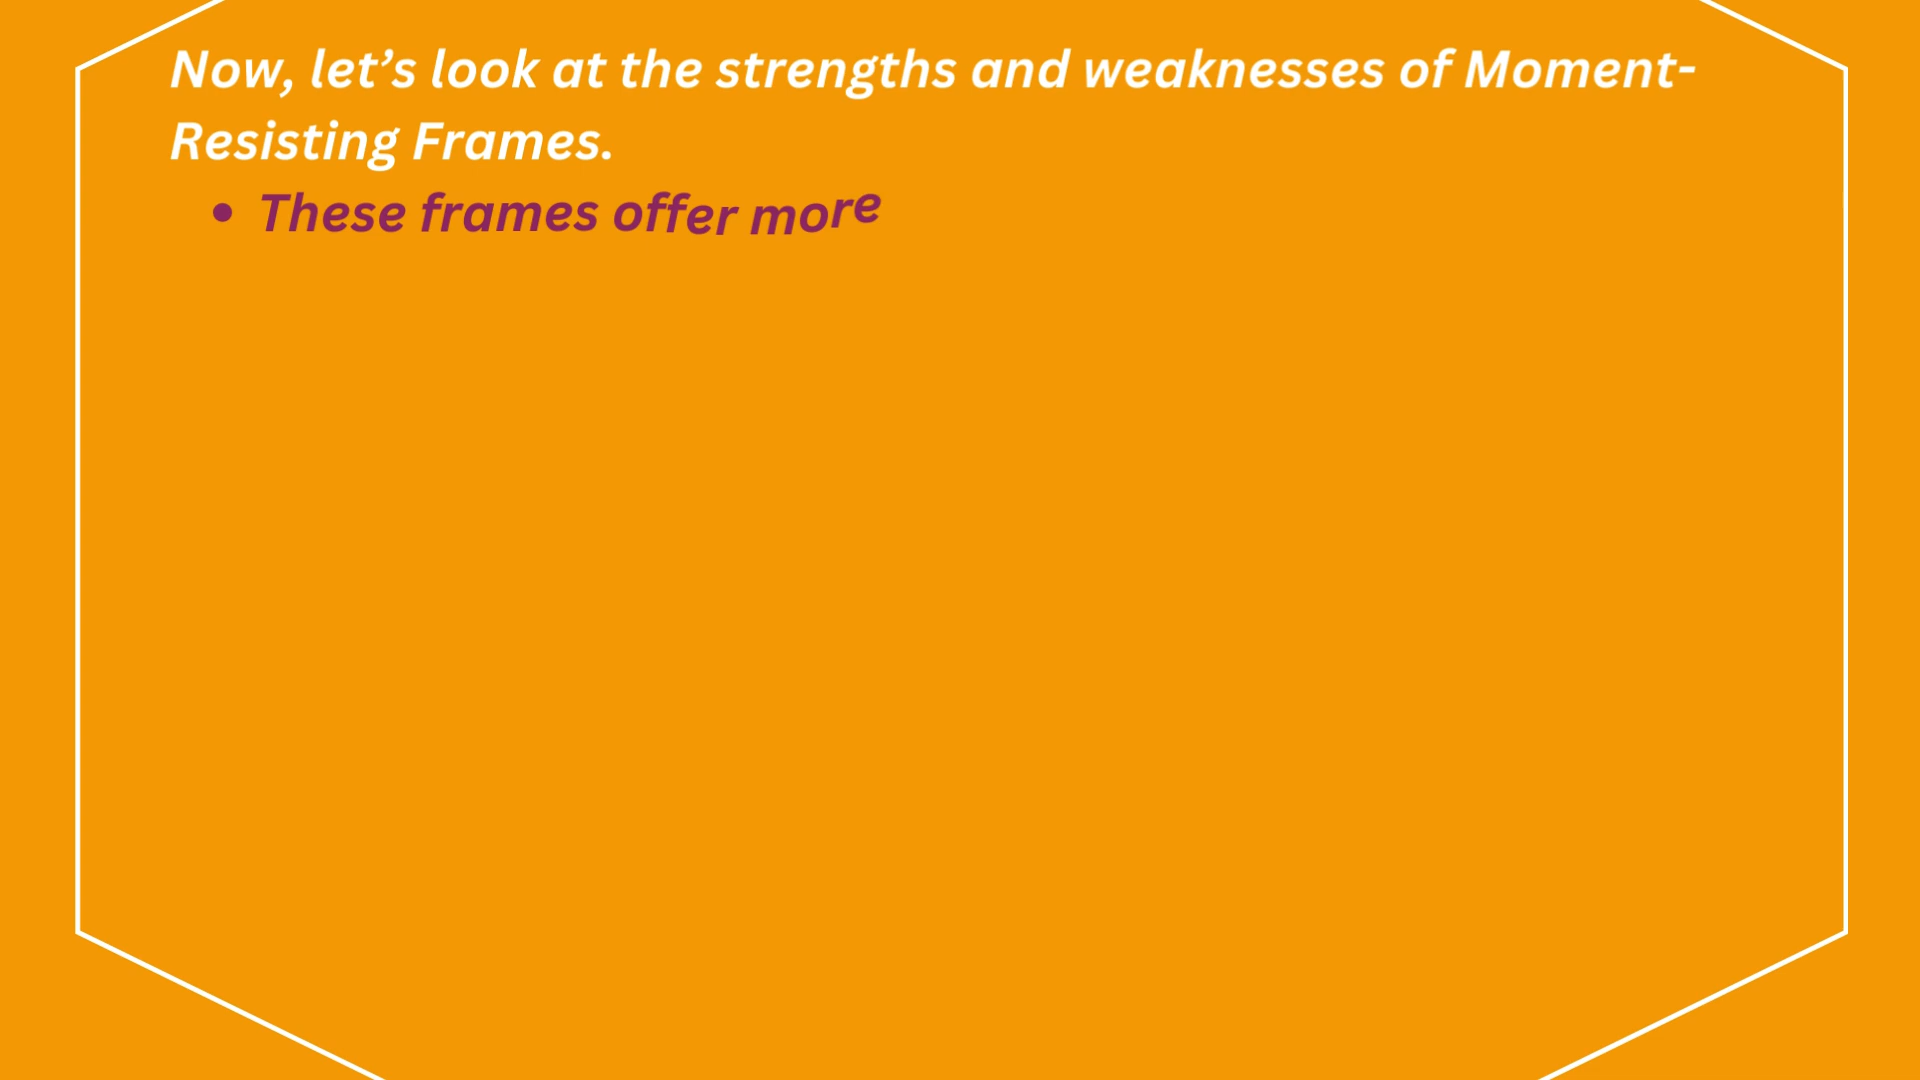 Now, let’s look at the strengths and weaknesses of Moment-
Resisting Frames.
• These frames offer more